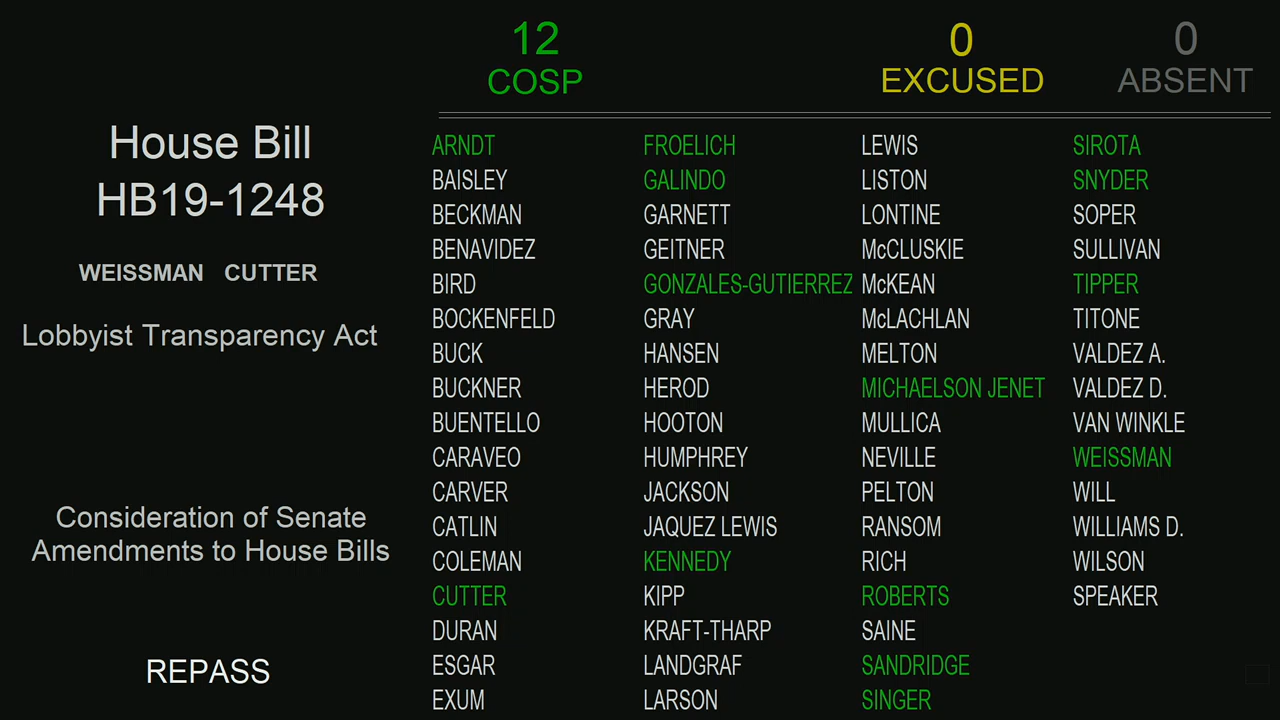 12
COSP
0
EXCUSED
0
ABSENT
House Bill
HB19-1248
WEISSMAN CUTTER
Lobbyist Transparency Act
Consideration of Senate
Amendments to House Bills
REPASS
ARNDT
BAISLEY
BECKMAN
BENAVIDEZ
BIRD
BOCKENFELD
BUCK
BUCKNER
BUENTELLO
CARAVEO
CARVER
CATLIN
COLEMAN
CUTTER
DURAN
ESGAR
EXUM
FROELICH
GALINDO
GARNETT
GEITNER
GONZALES-GUTIERREZ
GRAY
HANSEN
HEROD
HOOTON
HUMPHREY
JACKSON
JAQUEZ LEWIS
KENNEDY
KIPP
KRAFT-THARP
LANDGRAF
LARSON
LEWIS
LISTON
LONTINE
McCLUSKIE
McKEAN
McLACHLAN
MELTON
MICHAELSON JENET
MULLICA
NEVILLE
PELTON
RANSOM
RICH
ROBERTS
SAINE
SANDRIDGE
SINGER
SIROTA
SNYDER
SOPER
SULLIVAN
TIPPER
TITONE
VALDEZ A.
VALDEZ D.
VAN WINKLE
WEISSMAN
WILL
WILLIAMS D.
WILSON
SPEAKER